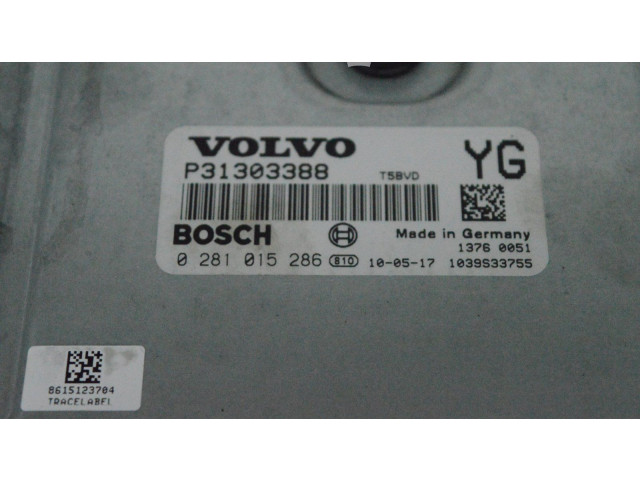 VOLVO YG
P31303388 T5BVD
BOSCH Made in Germany
1376 0051
0 281 015 286 B10 10-05-17 1039S33755
8615123704
TRACELABEL